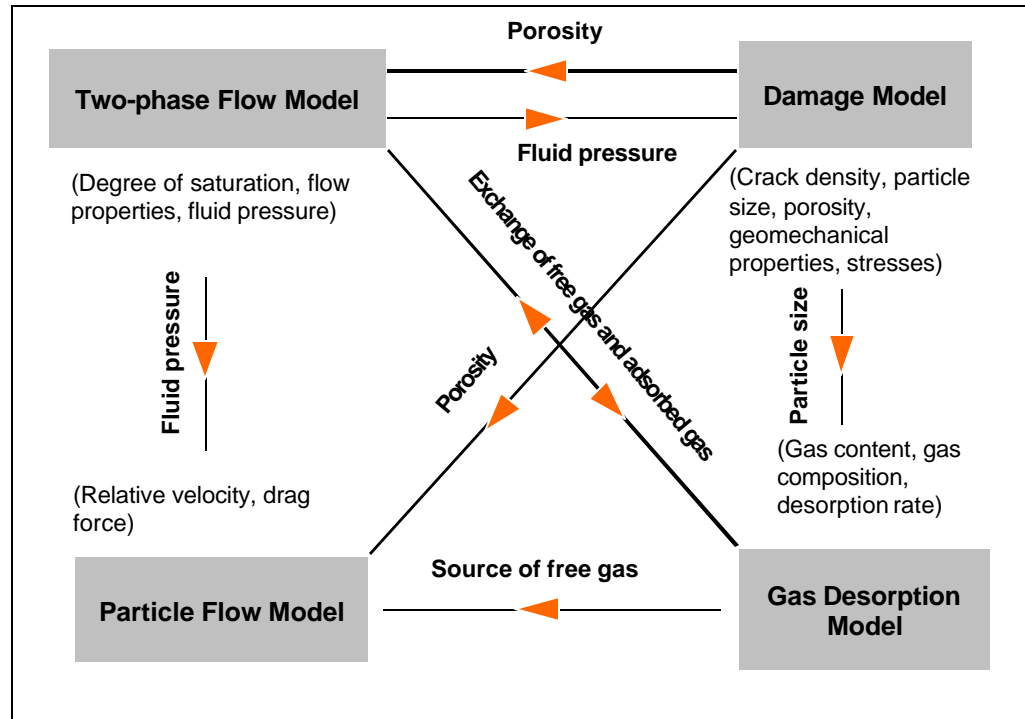 Porosity
Two-phase Flow Model
Damage Model
Fluid pressure
(Degree of saturation, flow
properties, fluid pressure)
(Crack density, particle
size, porosity,
geomechanical
properties, stresses)
Exchange of free gas and adsorbed gas
Fluid pressure
Porosity
Particle size
(Relative velocity, drag
force)
(Gas content, gas
composition,
desorption rate)
Source of free gas
Particle Flow Model
Gas Desorption
Model